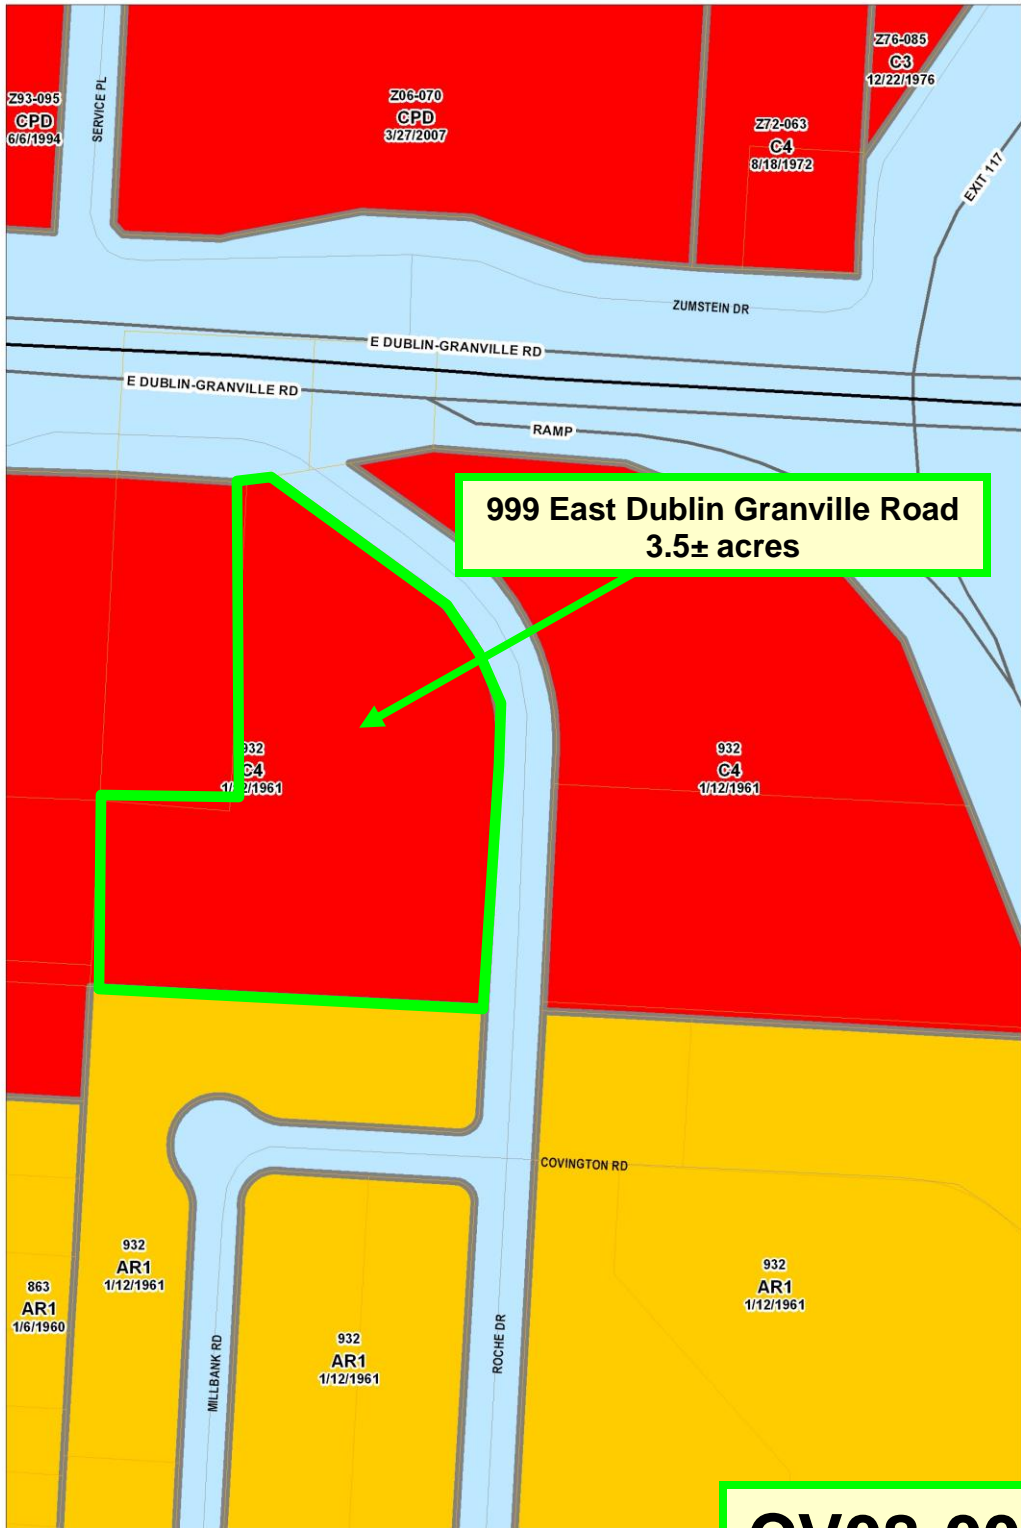 Z76-085
C3
12/22/1976
Z93-095
CPD
6/6/1994
SERVICE PL
Z06-070
CPD
3/27/2007
Z72-063
C4
8/18/1972
EXIT 117
ZUMSTEIN DR
E DUBLIN-GRANVILLE RD
E DUBLIN-GRANVILLE RD
RAMP
999 East Dublin Granville Road
3.5± acres
932
C4
1/12/1961
932
C4
1/12/1961
COVINGTON RD
932
AR1
1/12/1961
932
AR1
1/12/1961
863
AR1
1/6/1960
932
AR1
1/12/1961
MILLBANK RD
ROCHE DR